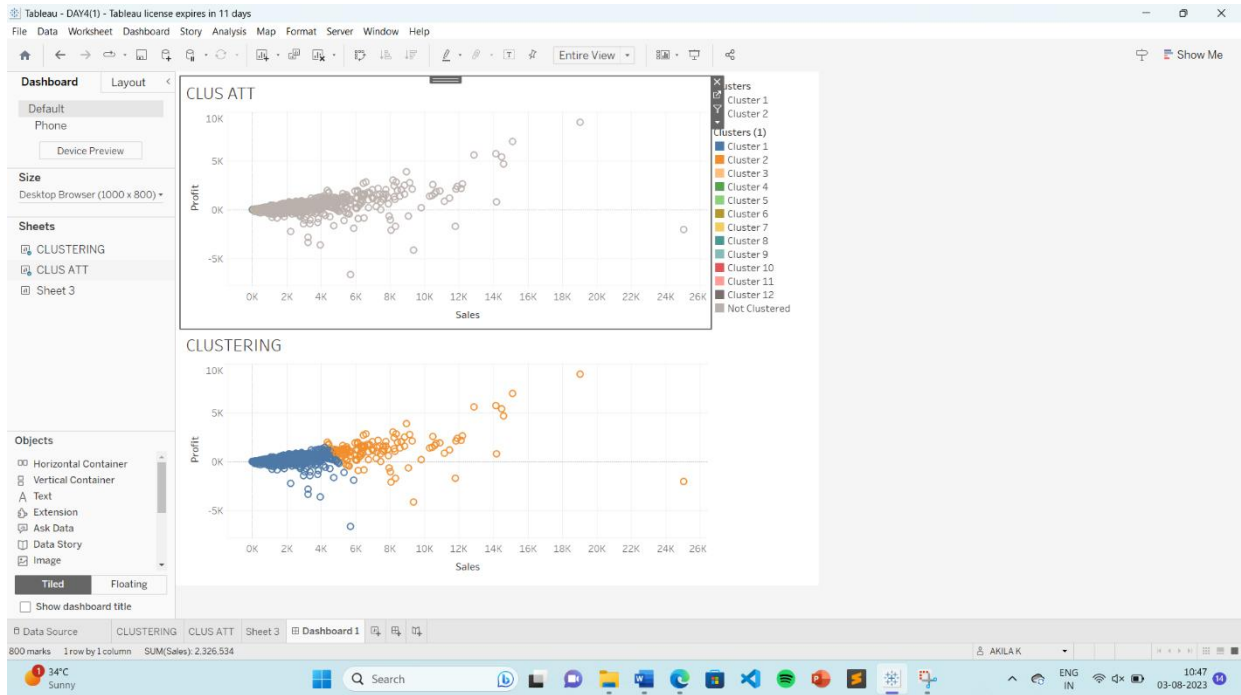 Tableau - DAY4(1) - Tableau license expires in 11 days
File Data Worksheet Dashboard Story Analysis Map Format Server Window Help
Entire View
Show Me
Dashboard Layout
Default
Phone
Device Preview
Size
Desktop Browser (1000 x 800)
Sheets
CLUSTERING
CLUS ATT
Sheet 3
Objects
Horizontal Container
Vertical Container
Text
Extension
Ask Data
Data Story
Image
Tiled Floating
Show dashboard title
CLUS ATT
10K
5K
0K
-5K
Profit
0K 2K 4K 6K 8K 10K 12K 14K 16K 18K 20K 22K 24K 26K
Sales
CLUSTERING
10K
5K
0K
-5K
Profit
0K 2K 4K 6K 8K 10K 12K 14K 16K 18K 20K 22K 24K 26K
Sales
usters
Cluster 1
Cluster 2
Clusters (1)
Cluster 1
Cluster 2
Cluster 3
Cluster 4
Cluster 5
Cluster 6
Cluster 7
Cluster 8
Cluster 9
Cluster 10
Cluster 11
Cluster 12
Not Clustered
Data Source CLUSTERING CLUS ATT Sheet 3 Dashboard 1
800 marks 1 row by 1 column SUM(Sales): 2,326,534
AKILA K
1
34°C
Sunny
Search
ENG
IN
10:47
03-08-2023
14